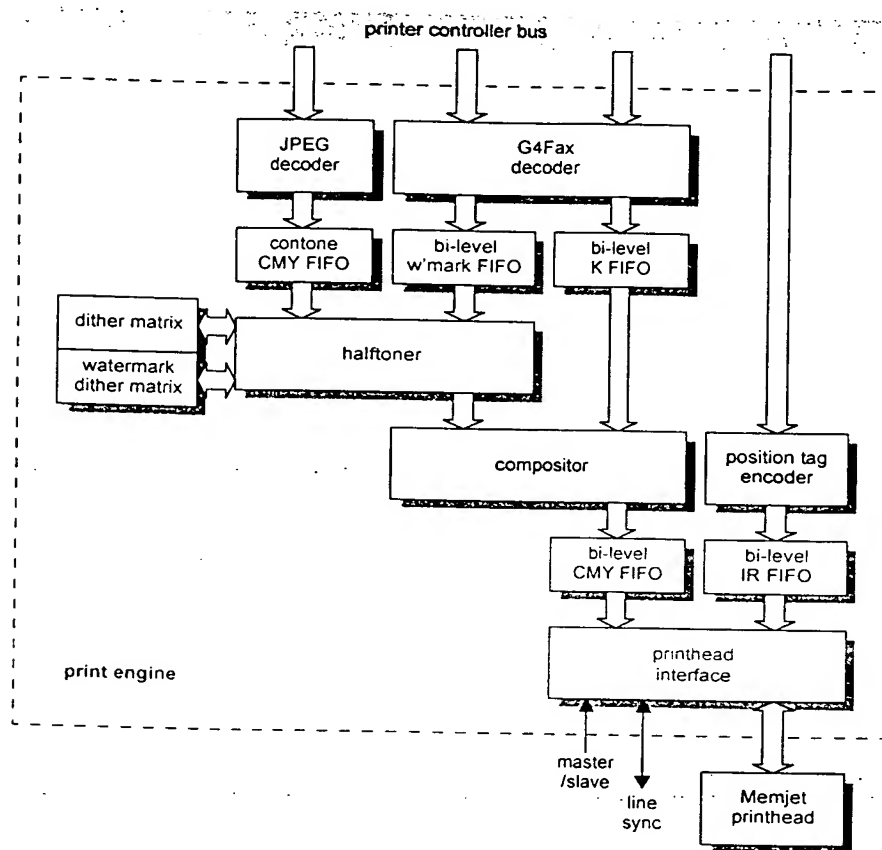 printer controller bus
JPEG
decoder
G4Fax
decoder
contone
CMY FIFO
bi-level
w'mark FIFO
bi-level
K FIFO
dither matrix
watermark
dither matrix
halftoner
compositor
position tag
encoder
bi-level
CMY FIFO
bi-level
IR FIFO
printhead
interface
print engine
master
/slave
line
sync
Memjet
printhead